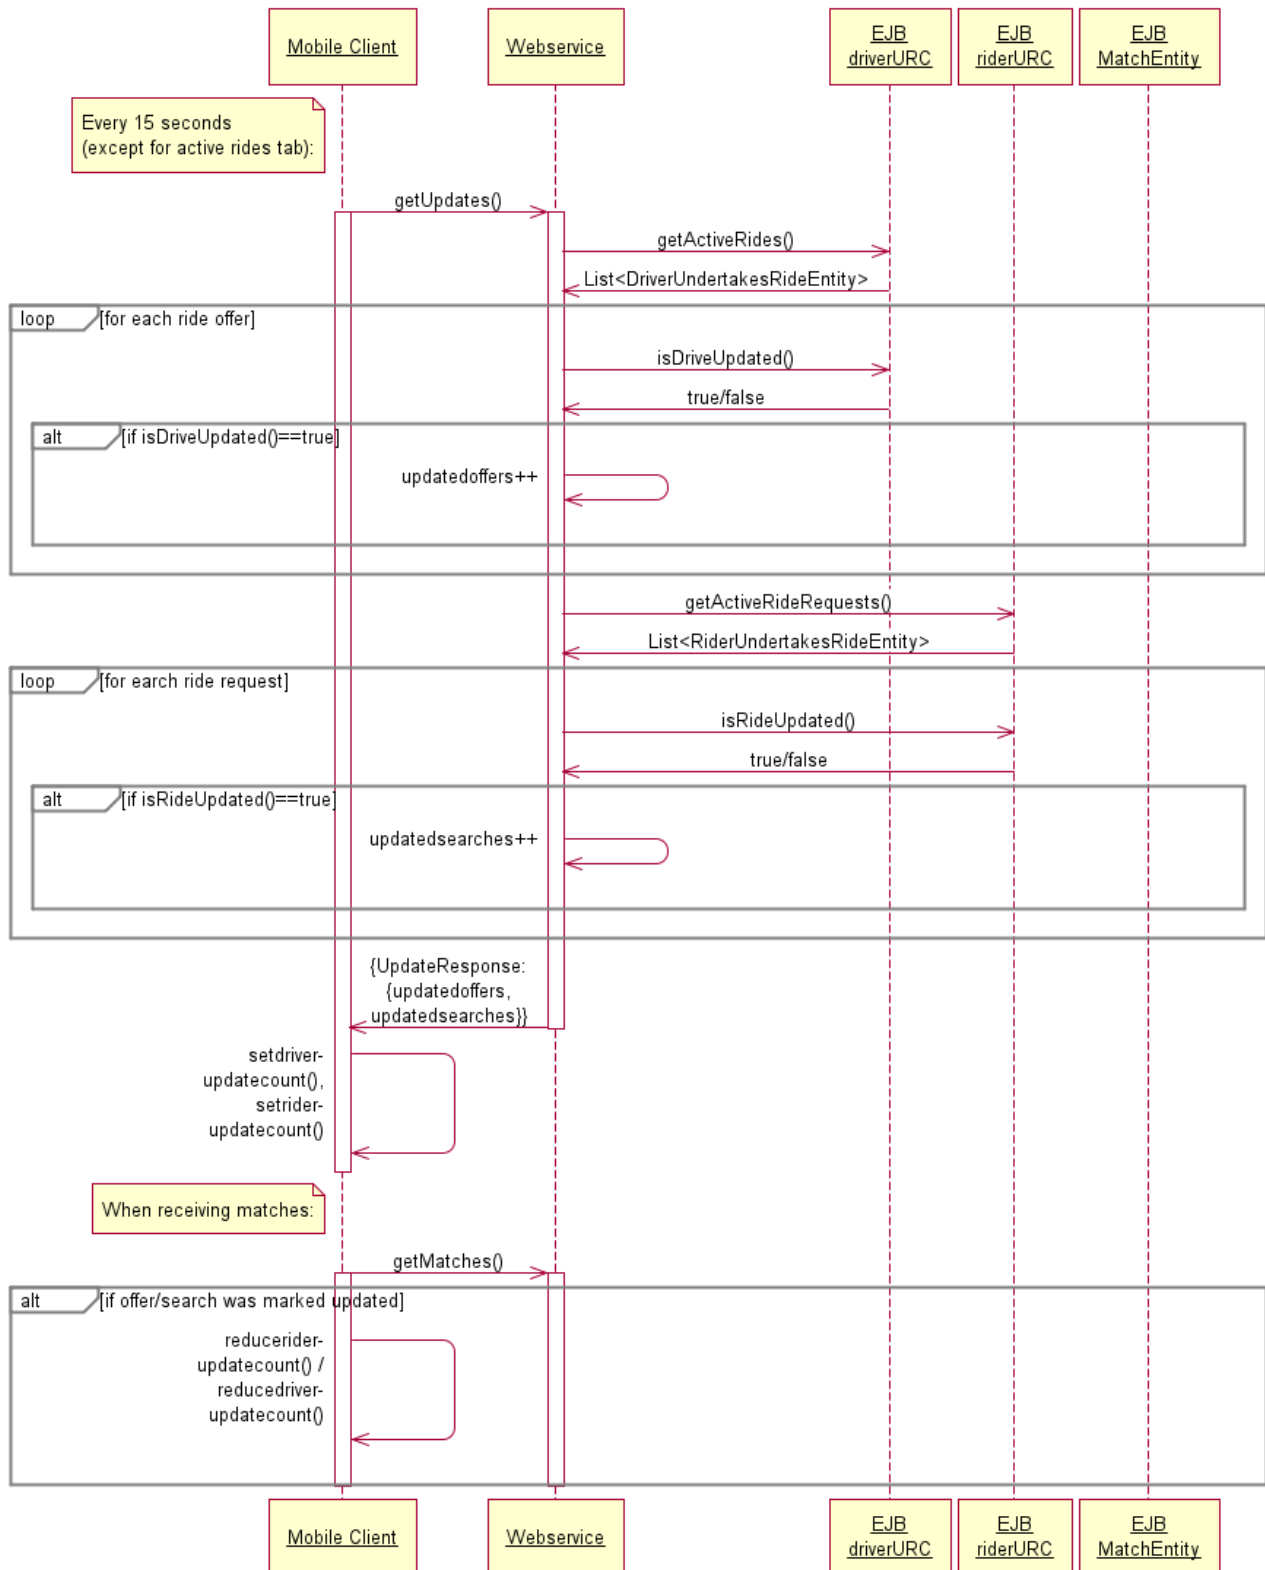 Mobile Client
Webservice
EJB
driverURC
EJB
riderURC
EJB
MatchEntity
Every 15 seconds
(except for active rides tab):
getUpdates()
getActiveRides()
List<DriverUndertakesRideEntity>
loop [for each ride offer]
isDriveUpdated()
true/false
alt [if isDriveUpdated()==true]
updatedoffers++
getActiveRideRequests()
List<RiderUndertakesRideEntity>
loop [for earch ride request]
isRideUpdated()
true/false
alt [if isRideUpdated()==true]
updatedsearches++
{UpdateResponse:
{updatedoffers,
updatedsearches}}
setdriver-
updatecount(),
setrider-
updatecount()
When receiving matches:
getMatches()
alt [if offer/search was marked updated]
reducerider-
updatecount() /
reducedriver-
updatecount()
Mobile Client
Webservice
EJB
driverURC
EJB
riderURC
EJB
MatchEntity